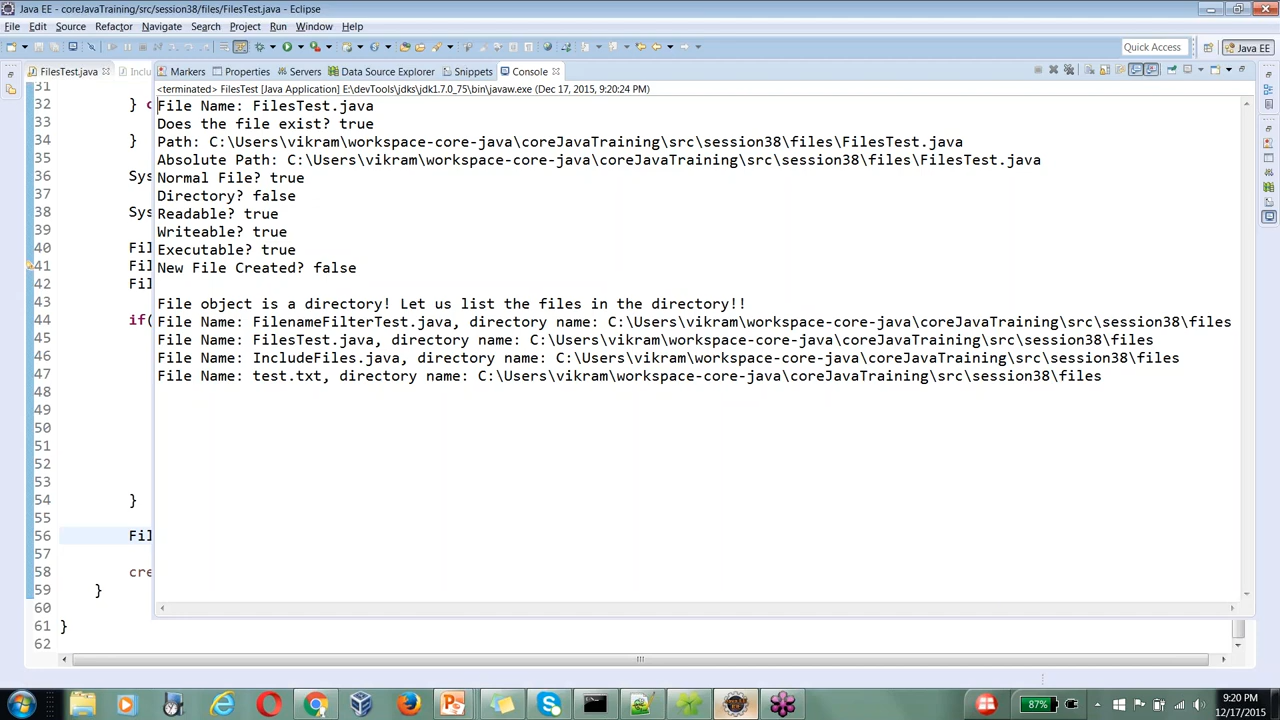 Java EE - coreJavaTraining/src/session38/files/FilesTest.java - Eclipse
File Edit Source Refactor Navigate Search Project Run Window Help
Quick Access Java EE
FilesTest.java Inclu Markers Properties Servers Data Source Explorer Snippets Console
<terminated> FilesTest [Java Application] E:\devTools\jdks\jdk1.7.0_75\bin\javaw.exe (Dec 17, 2015, 9:20:24 PM)
31
32 } c File Name: FilesTest.java
33 Does the file exist? true
34 } Path: C:\Users\vikram\workspace-core-java\coreJavaTraining\src\session38\files\FilesTest.java
35 Absolute Path: C:\Users\vikram\workspace-core-java\coreJavaTraining\src\session38\files\FilesTest.java
36 Sys Normal File? true
37 Directory? false
38 Sys Readable? true
39 Writeable? true
40 Fil Executable? true
41 Fil New File Created? false
42 Fil
43 File object is a directory! Let us list the files in the directory!!
44 if( File Name: FilenameFilterTest.java, directory name: C:\Users\vikram\workspace-core-java\coreJavaTraining\src\session38\files
45 File Name: FilesTest.java, directory name: C:\Users\vikram\workspace-core-java\coreJavaTraining\src\session38\files
46 File Name: IncludeFiles.java, directory name: C:\Users\vikram\workspace-core-java\coreJavaTraining\src\session38\files
47 File Name: test.txt, directory name: C:\Users\vikram\workspace-core-java\coreJavaTraining\src\session38\files
48
49
50
51
52
53
54 }
55
56 Fil
57
58 cre
59 }
60
61 }
62
87% 9:20 PM
12/17/2015